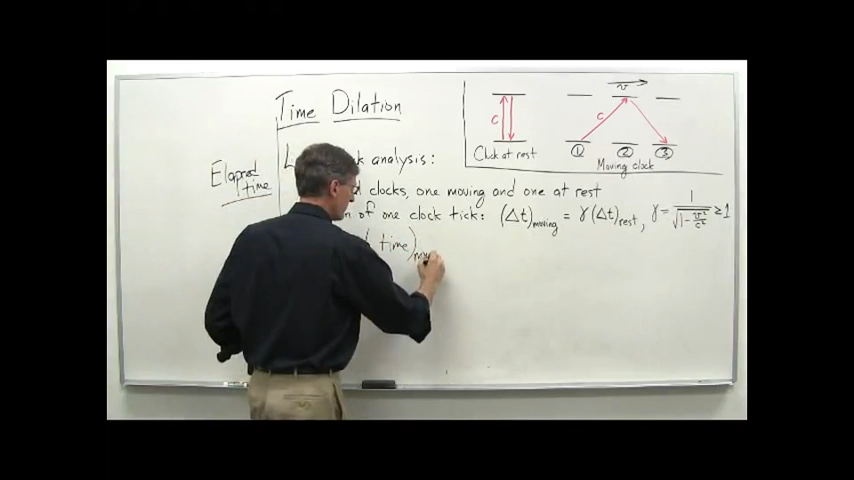 Time Dilation
v
c
c
Clock at rest
① ② ③
Moving clock
analysis:
Elapsed
time
clocks, one moving and one at rest
of one clock tick: (Δt)moving = γ(Δt)rest, γ = 1/√(1-v²/c²) ≥ 1
time)mov